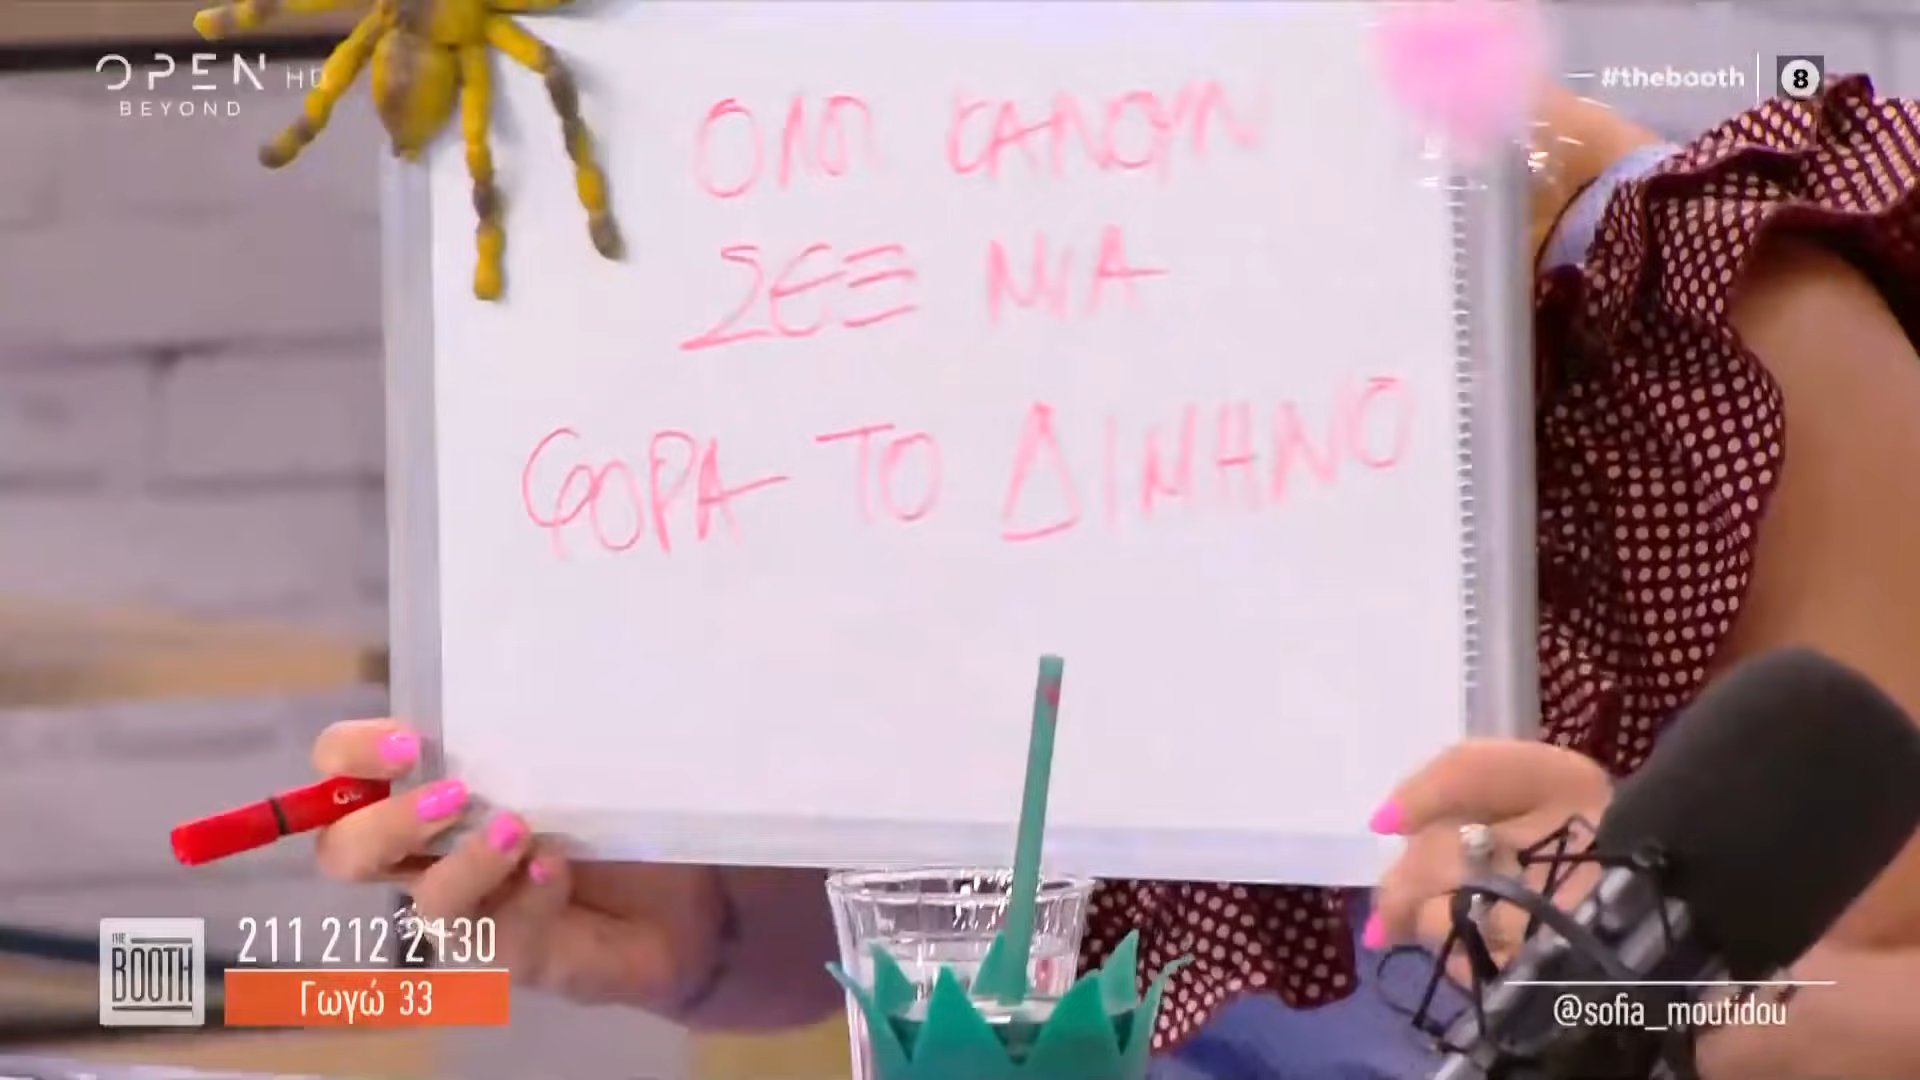 OPEN HD
BEYOND
#thebooth
8
ΟΛΟΙ ΚΑΝΟΥΝ
ΣΕΞ ΜΙΑ
ΦΟΡΑ ΤΟ ΔΙΜΗΝΟ
THE
BOOTH
211 212 2130
Γωγώ 33
@sofia_moutidou